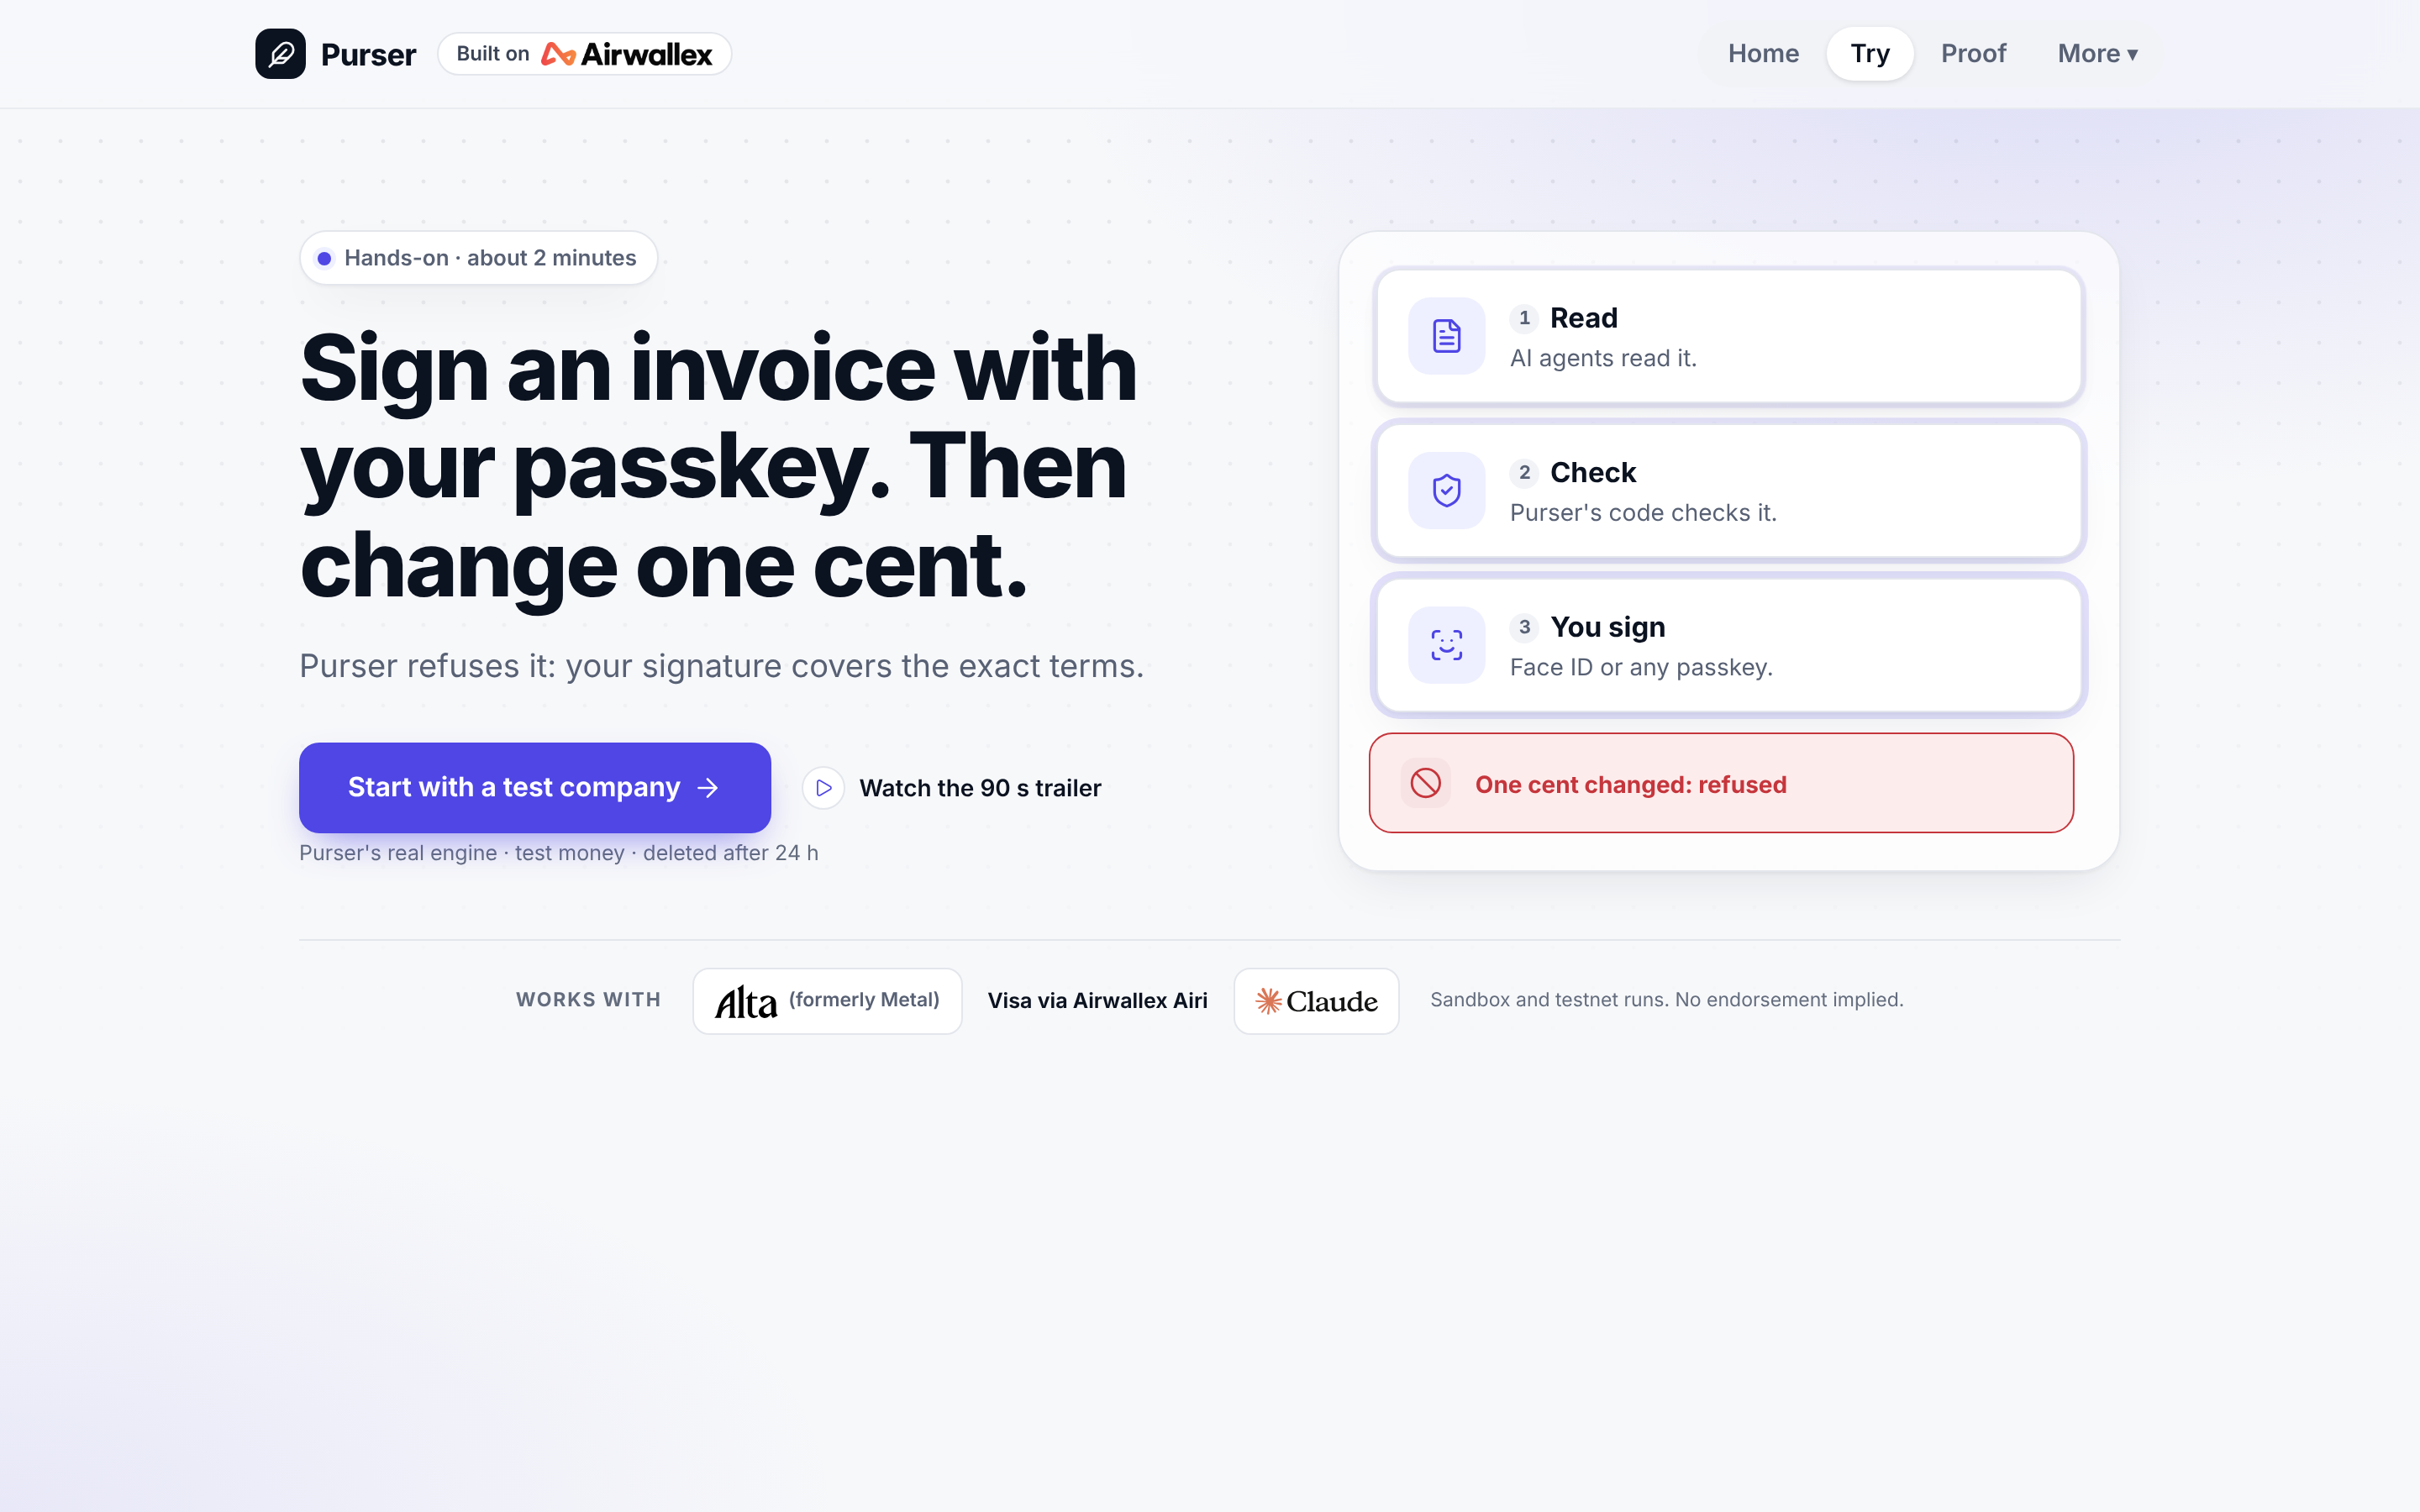 Purser
Built on Airwallex
Home
Try
Proof
More ▾
Hands-on · about 2 minutes
Sign an invoice with
your passkey. Then
change one cent.
Purser refuses it: your signature covers the exact terms.
Start with a test company →
Watch the 90 s trailer
Purser's real engine · test money · deleted after 24 h
1 Read
AI agents read it.
2 Check
Purser's code checks it.
3 You sign
Face ID or any passkey.
One cent changed: refused
WORKS WITH
Alta (formerly Metal)
Visa via Airwallex Airi
Claude
Sandbox and testnet runs. No endorsement implied.